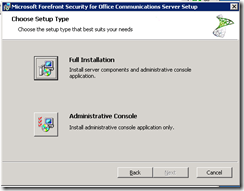 Microsoft Forefront Security for Office Communications Server Setup
Choose Setup Type
Choose the setup type that best suits your needs
Full Installation
Install server components and administrative console
application.
Administrative Console
Install administrative console application only.
Back Next Cancel